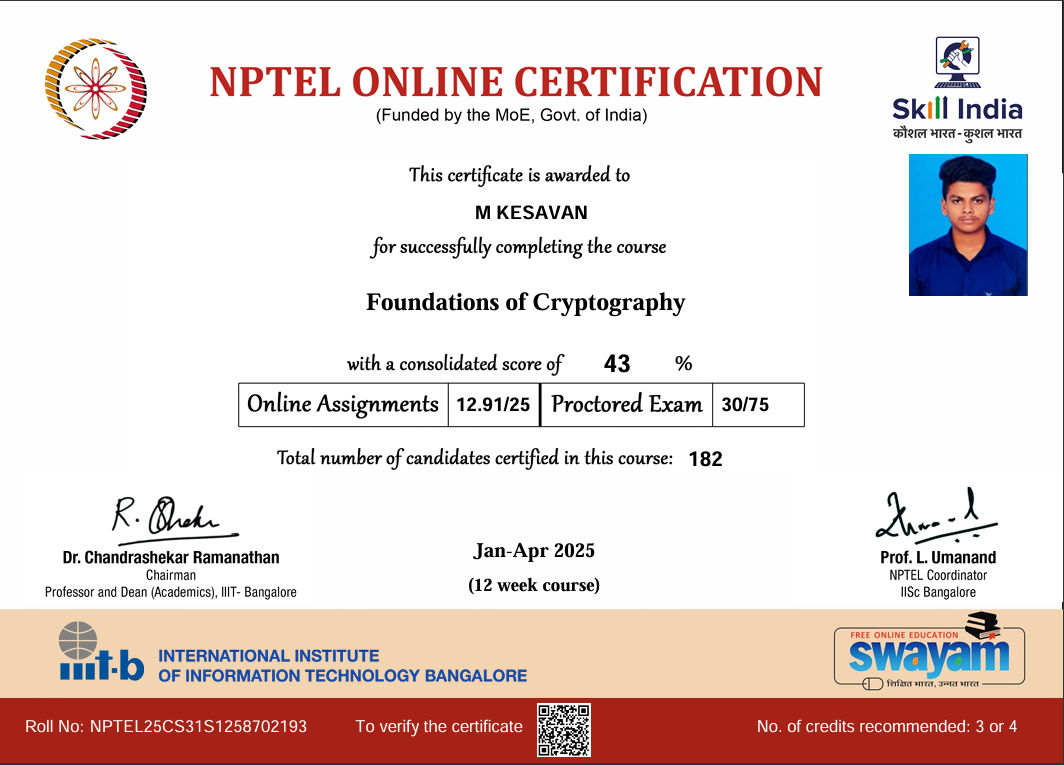 NPTEL ONLINE CERTIFICATION
(Funded by the MoE, Govt. of India)
Skill India
कौशल भारत-कुशल भारत
This certificate is awarded to
M KESAVAN
for successfully completing the course
Foundations of Cryptography
with a consolidated score of 43 %
Online Assignments 12.91/25 Proctored Exam 30/75
Total number of candidates certified in this course: 182
Dr. Chandrashekar Ramanathan
Chairman
Professor and Dean (Academics), IIIT- Bangalore
Jan-Apr 2025
(12 week course)
Prof. L. Umanand
NPTEL Coordinator
IISc Bangalore
iiit-b
INTERNATIONAL INSTITUTE
OF INFORMATION TECHNOLOGY BANGALORE
FREE ONLINE EDUCATION
swayam
शिक्षित भारत, उन्नत भारत
Roll No: NPTEL25CS31S1258702193
To verify the certificate
No. of credits recommended: 3 or 4